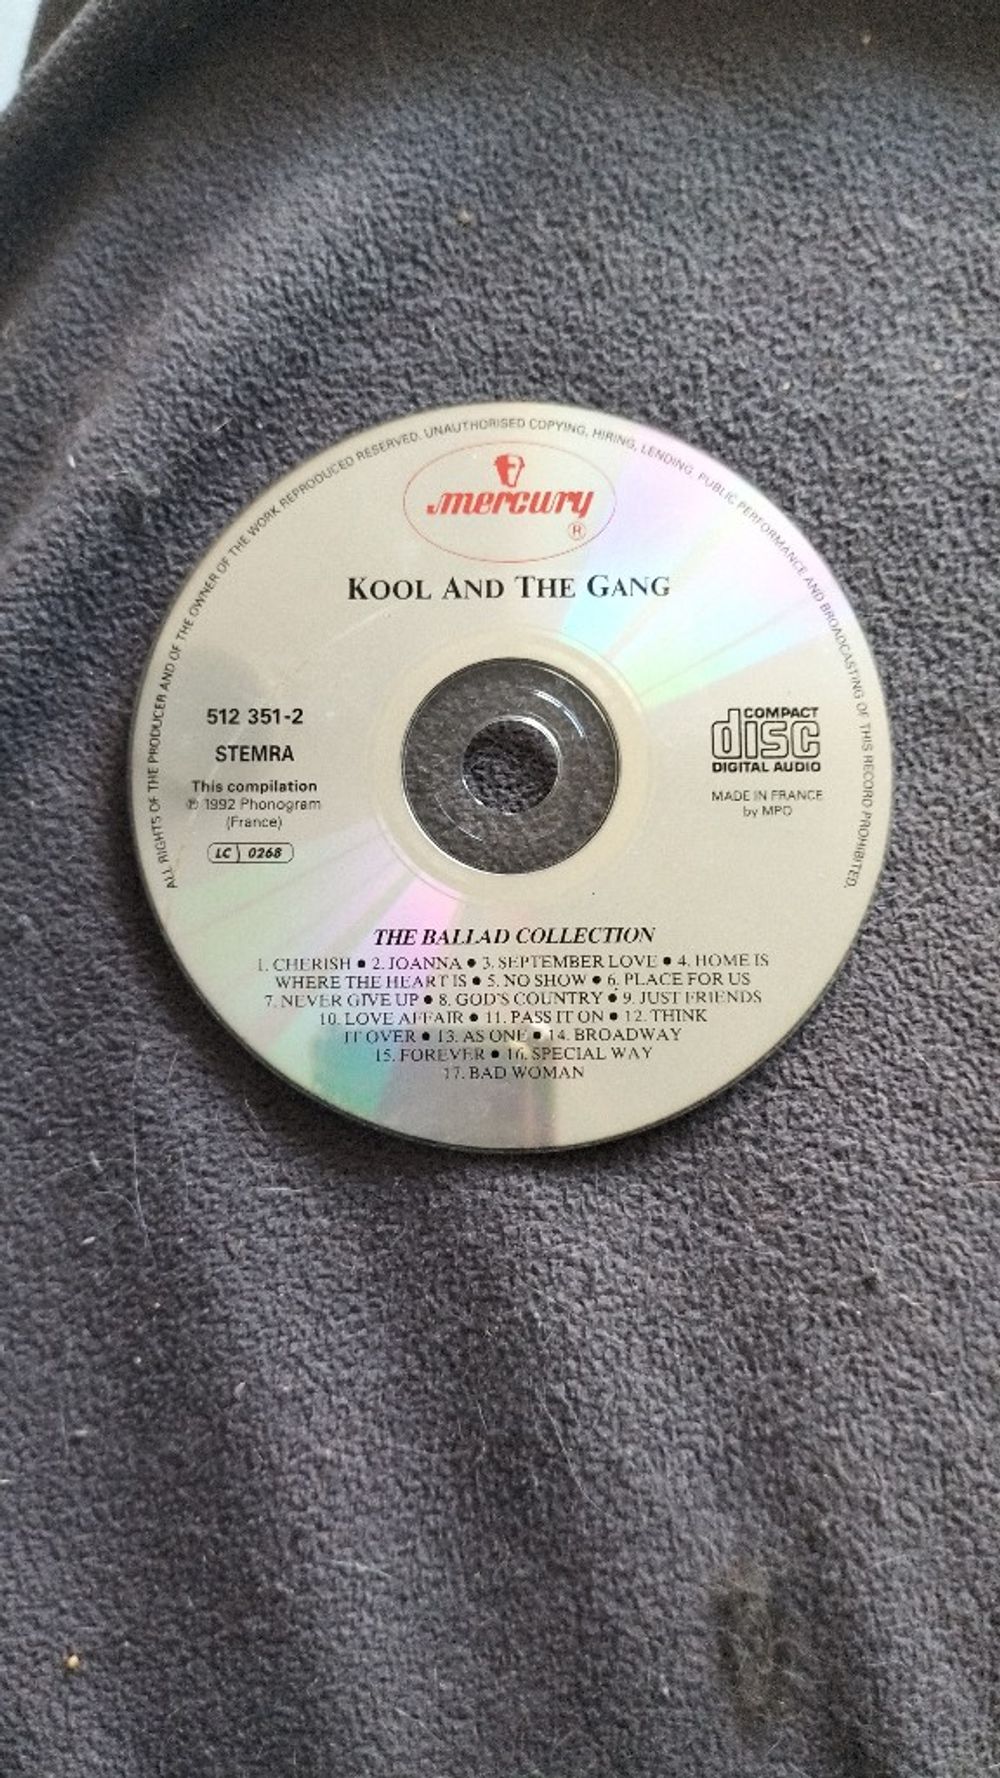 ALL RIGHTS OF THE PRODUCER AND OF THE OWNER OF THE WORK REPRODUCED RESERVED. UNAUTHORISED COPYING, HIRING, LENDING. PUBLIC PERFORMANCE AND BROADCASTING OF THIS RECORD PROHIBITED.
mercury
®
KOOL AND THE GANG
512 351-2
STEMRA
This compilation
℗ 1992 Phonogram
(France)
LC 0268
COMPACT
disc
DIGITAL AUDIO
MADE IN FRANCE
by MPO
THE BALLAD COLLECTION
1. CHERISH • 2. JOANNA • 3. SEPTEMBER LOVE • 4. HOME IS
WHERE THE HEART IS • 5. NO SHOW • 6. PLACE FOR US
7. NEVER GIVE UP • 8. GOD'S COUNTRY • 9. JUST FRIENDS
10. LOVE AFFAIR • 11. PASS IT ON • 12. THINK
IT OVER • 13. AS ONE • 14. BROADWAY
15. FOREVER • 16. SPECIAL WAY
17. BAD WOMAN